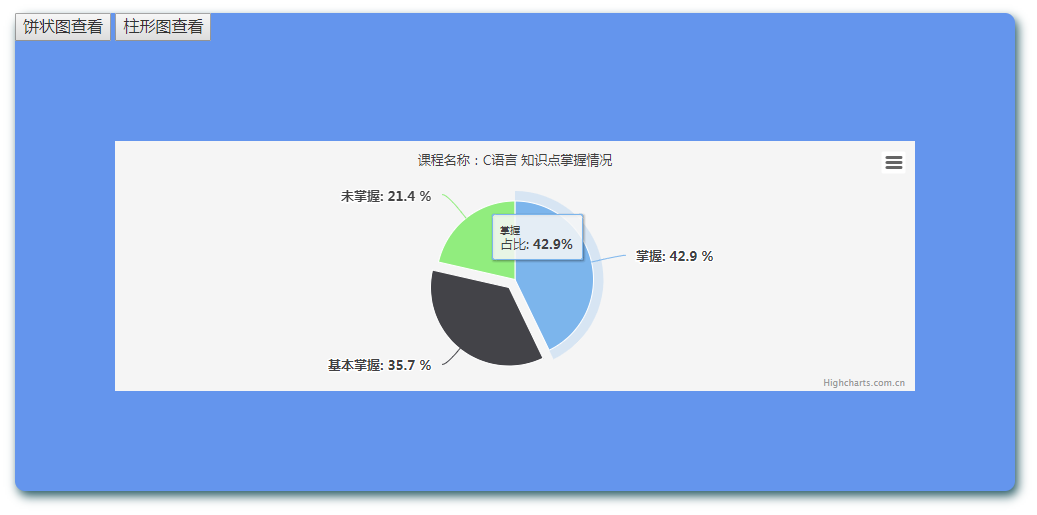 饼状图查看 柱形图查看
课程名称：C语言 知识点掌握情况
未掌握: 21.4 %
掌握
占比: 42.9%
掌握: 42.9 %
基本掌握: 35.7 %
Highcharts.com.cn